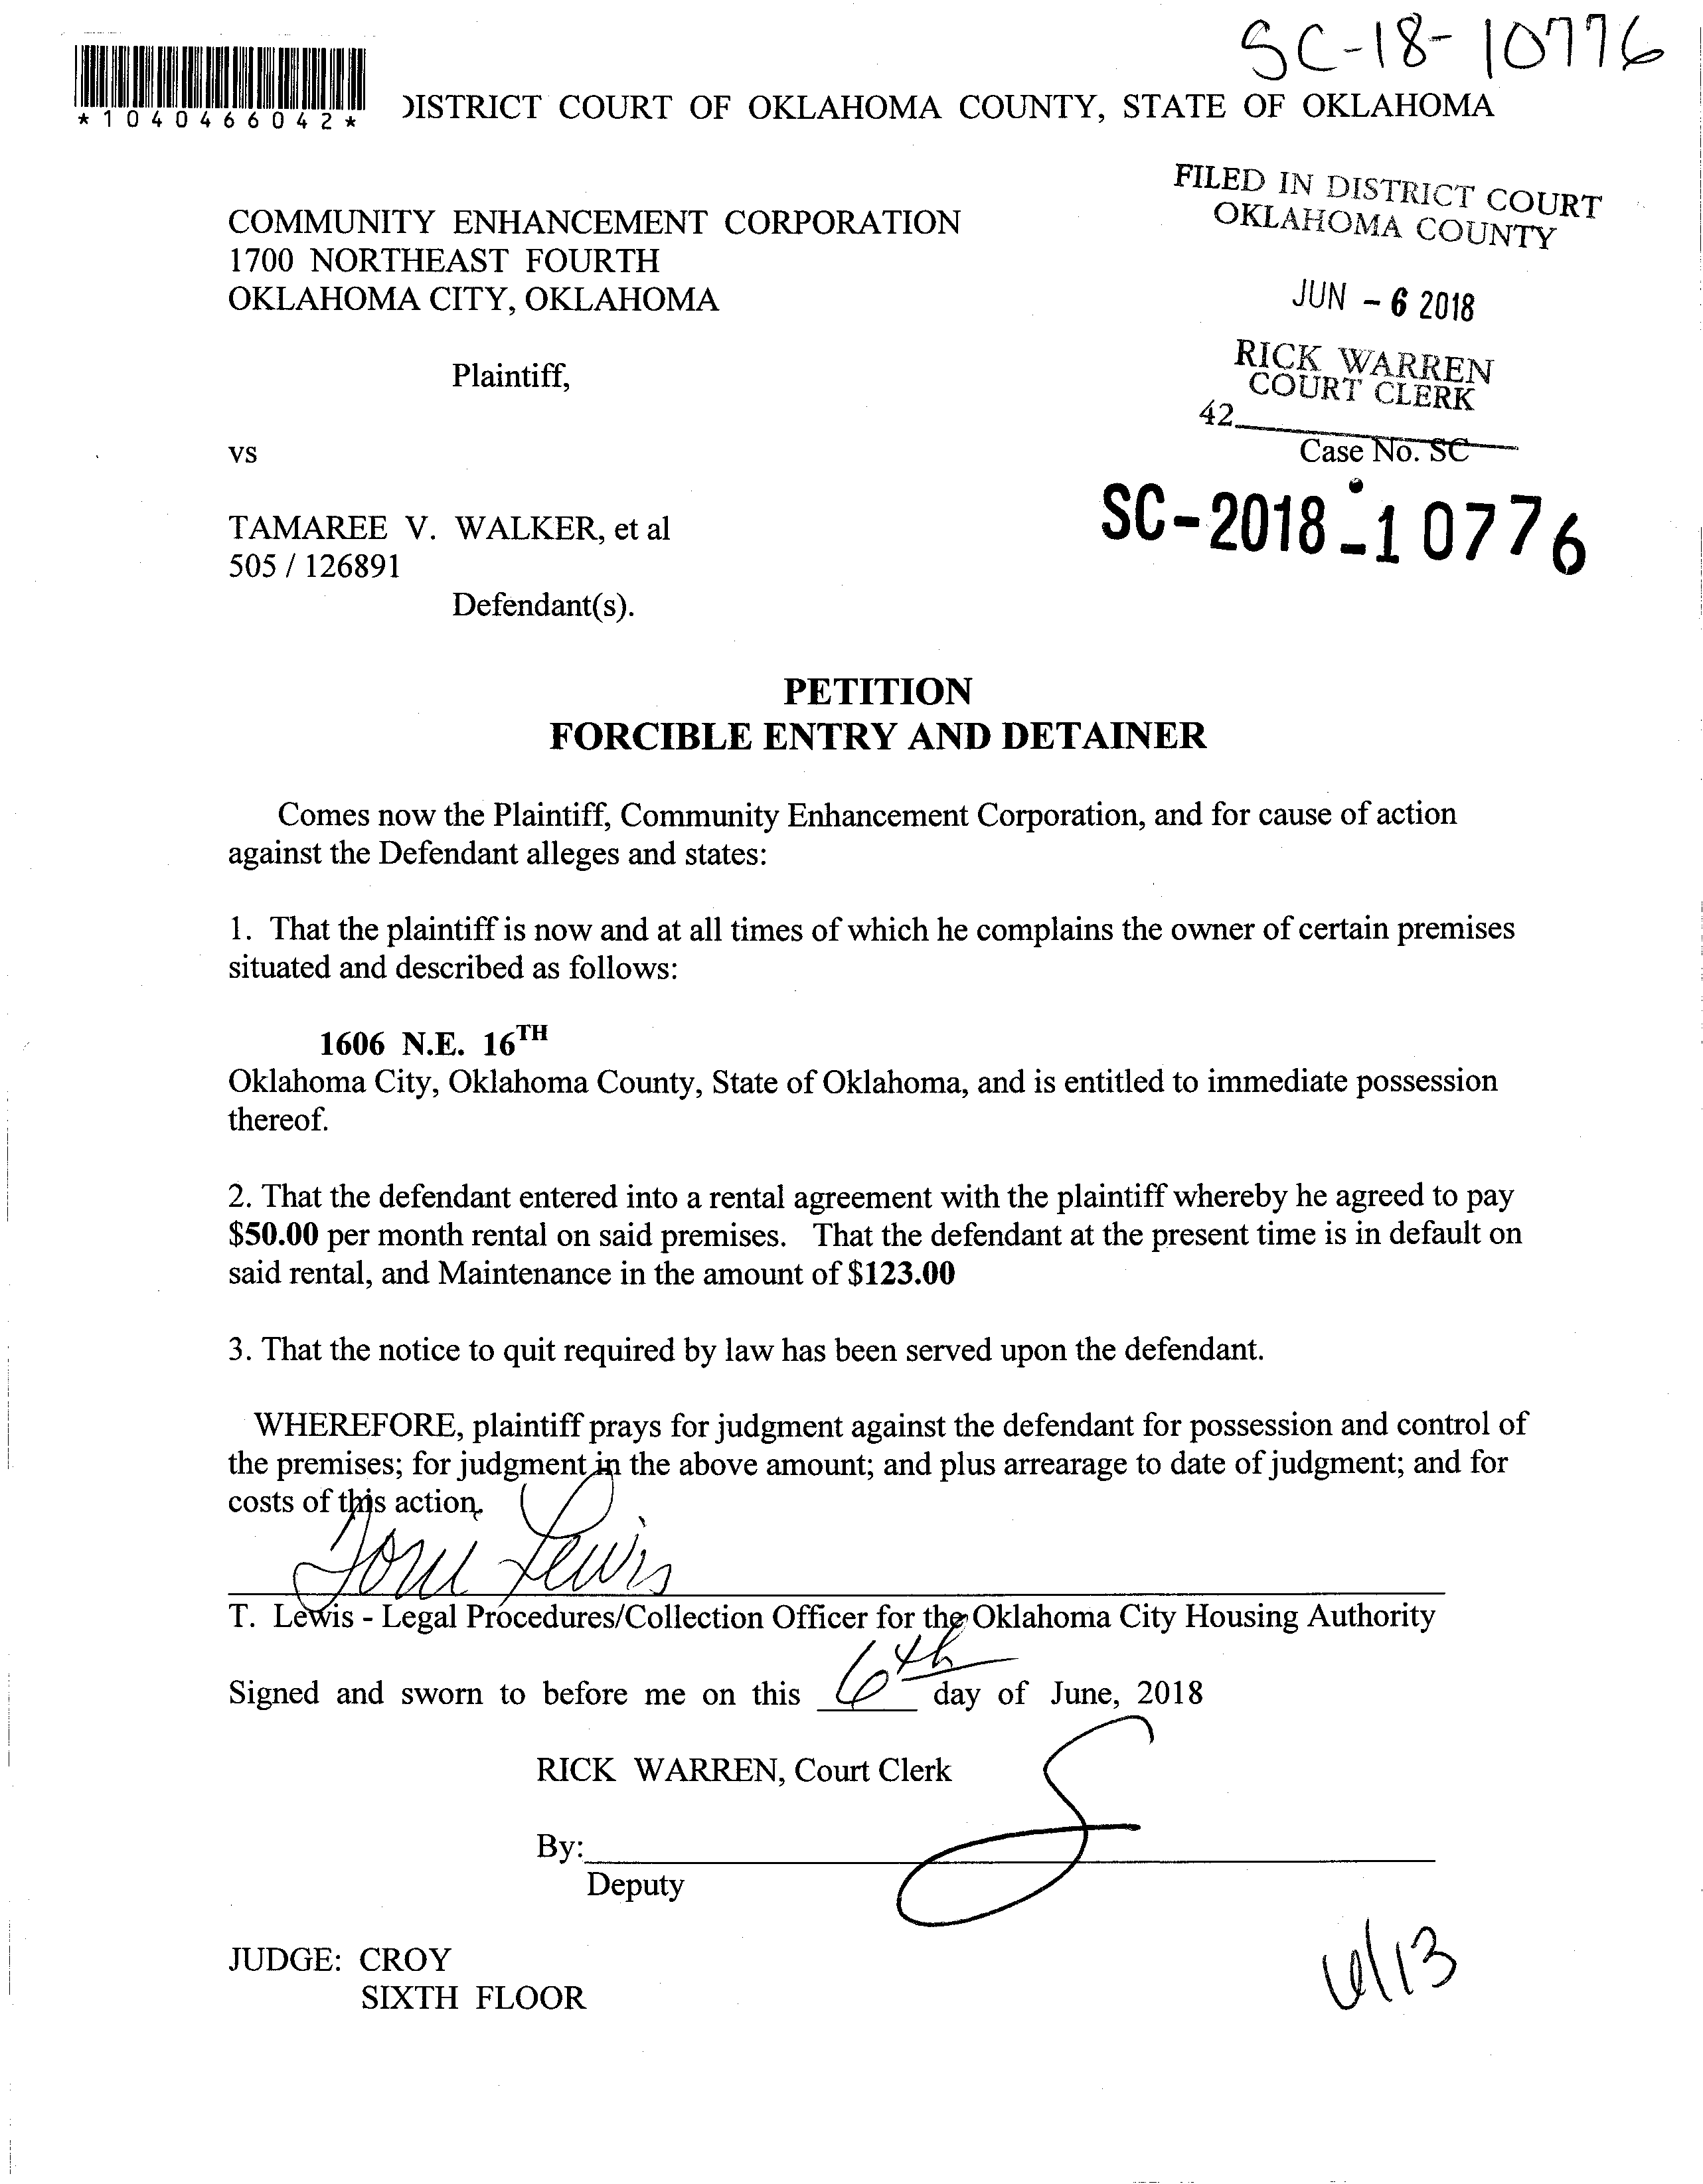 SC-18-10776
*1040466042*
DISTRICT COURT OF OKLAHOMA COUNTY, STATE OF OKLAHOMA
FILED IN DISTRICT COURT
OKLAHOMA COUNTY
COMMUNITY ENHANCEMENT CORPORATION
1700 NORTHEAST FOURTH
OKLAHOMA CITY, OKLAHOMA
JUN - 6 2018
RICK WARREN
COURT CLERK
Plaintiff,
42
vs
Case No. SC
SC-2018-10776
TAMAREE V. WALKER, et al
505 / 126891
Defendant(s).
PETITION
FORCIBLE ENTRY AND DETAINER
Comes now the Plaintiff, Community Enhancement Corporation, and for cause of action
against the Defendant alleges and states:
1. That the plaintiff is now and at all times of which he complains the owner of certain premises
situated and described as follows:
1606 N.E. 16TH
Oklahoma City, Oklahoma County, State of Oklahoma, and is entitled to immediate possession
thereof.
2. That the defendant entered into a rental agreement with the plaintiff whereby he agreed to pay
$50.00 per month rental on said premises. That the defendant at the present time is in default on
said rental, and Maintenance in the amount of $123.00
3. That the notice to quit required by law has been served upon the defendant.
WHEREFORE, plaintiff prays for judgment against the defendant for possession and control of
the premises; for judgment in the above amount; and plus arrearage to date of judgment; and for
costs of this action.
Toni Lewis
T. Lewis - Legal Procedures/Collection Officer for the Oklahoma City Housing Authority
Signed and sworn to before me on this 6th day of June, 2018
RICK WARREN, Court Clerk
By:
Deputy
JUDGE: CROY
SIXTH FLOOR
6/13